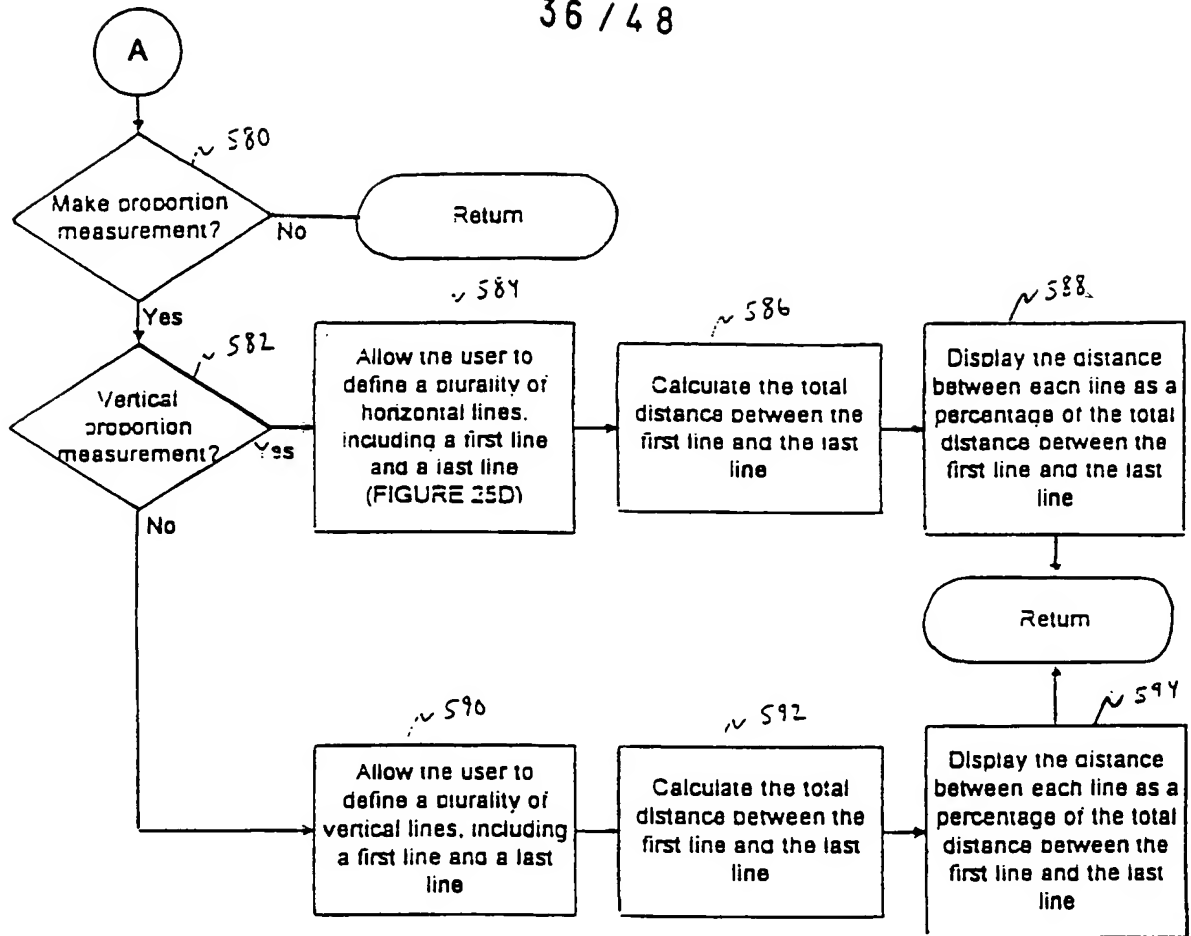 36/48
A
580
Make proportion
measurement?
No
Return
Yes
582
Vertical
proportion
measurement?
Yes
No
584
Allow the user to
define a plurality of
horizontal lines,
including a first line
and a last line
(FIGURE 25D)
586
Calculate the total
distance between the
first line and the last
line
588
Display the distance
between each line as a
percentage of the total
distance between the
first line and the last
line
Return
590
Allow the user to
define a plurality of
vertical lines, including
a first line and a last
line
592
Calculate the total
distance between the
first line and the last
line
594
Display the distance
between each line as a
percentage of the total
distance between the
first line and the last
line